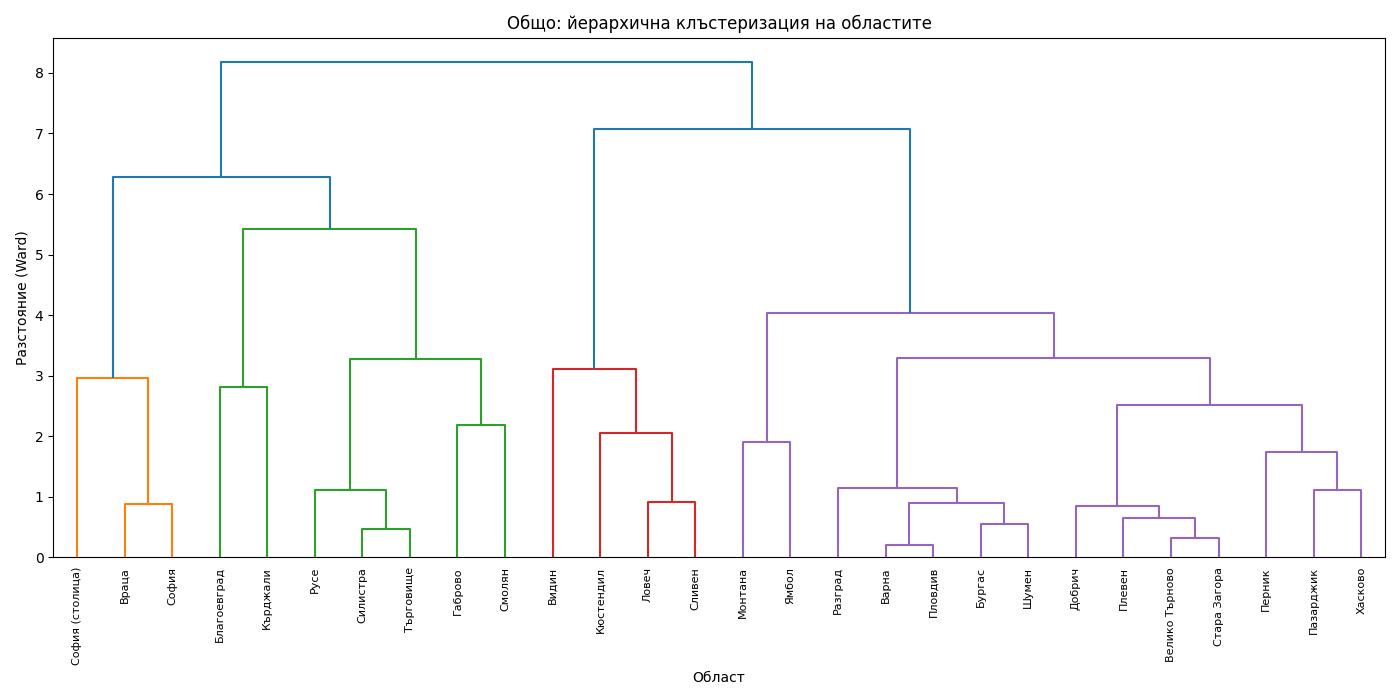 Общо: йерархична клъстеризация на областите
Разстояние (Ward)
8
7
6
5
4
3
2
1
0
София (столица)
Враца
София
Благоевград
Кърджали
Русе
Силистра
Търговище
Габрово
Смолян
Видин
Кюстендил
Ловеч
Сливен
Монтана
Ямбол
Разград
Варна
Пловдив
Бургас
Шумен
Добрич
Плевен
Велико Търново
Стара Загора
Перник
Пазарджик
Хасково
Област